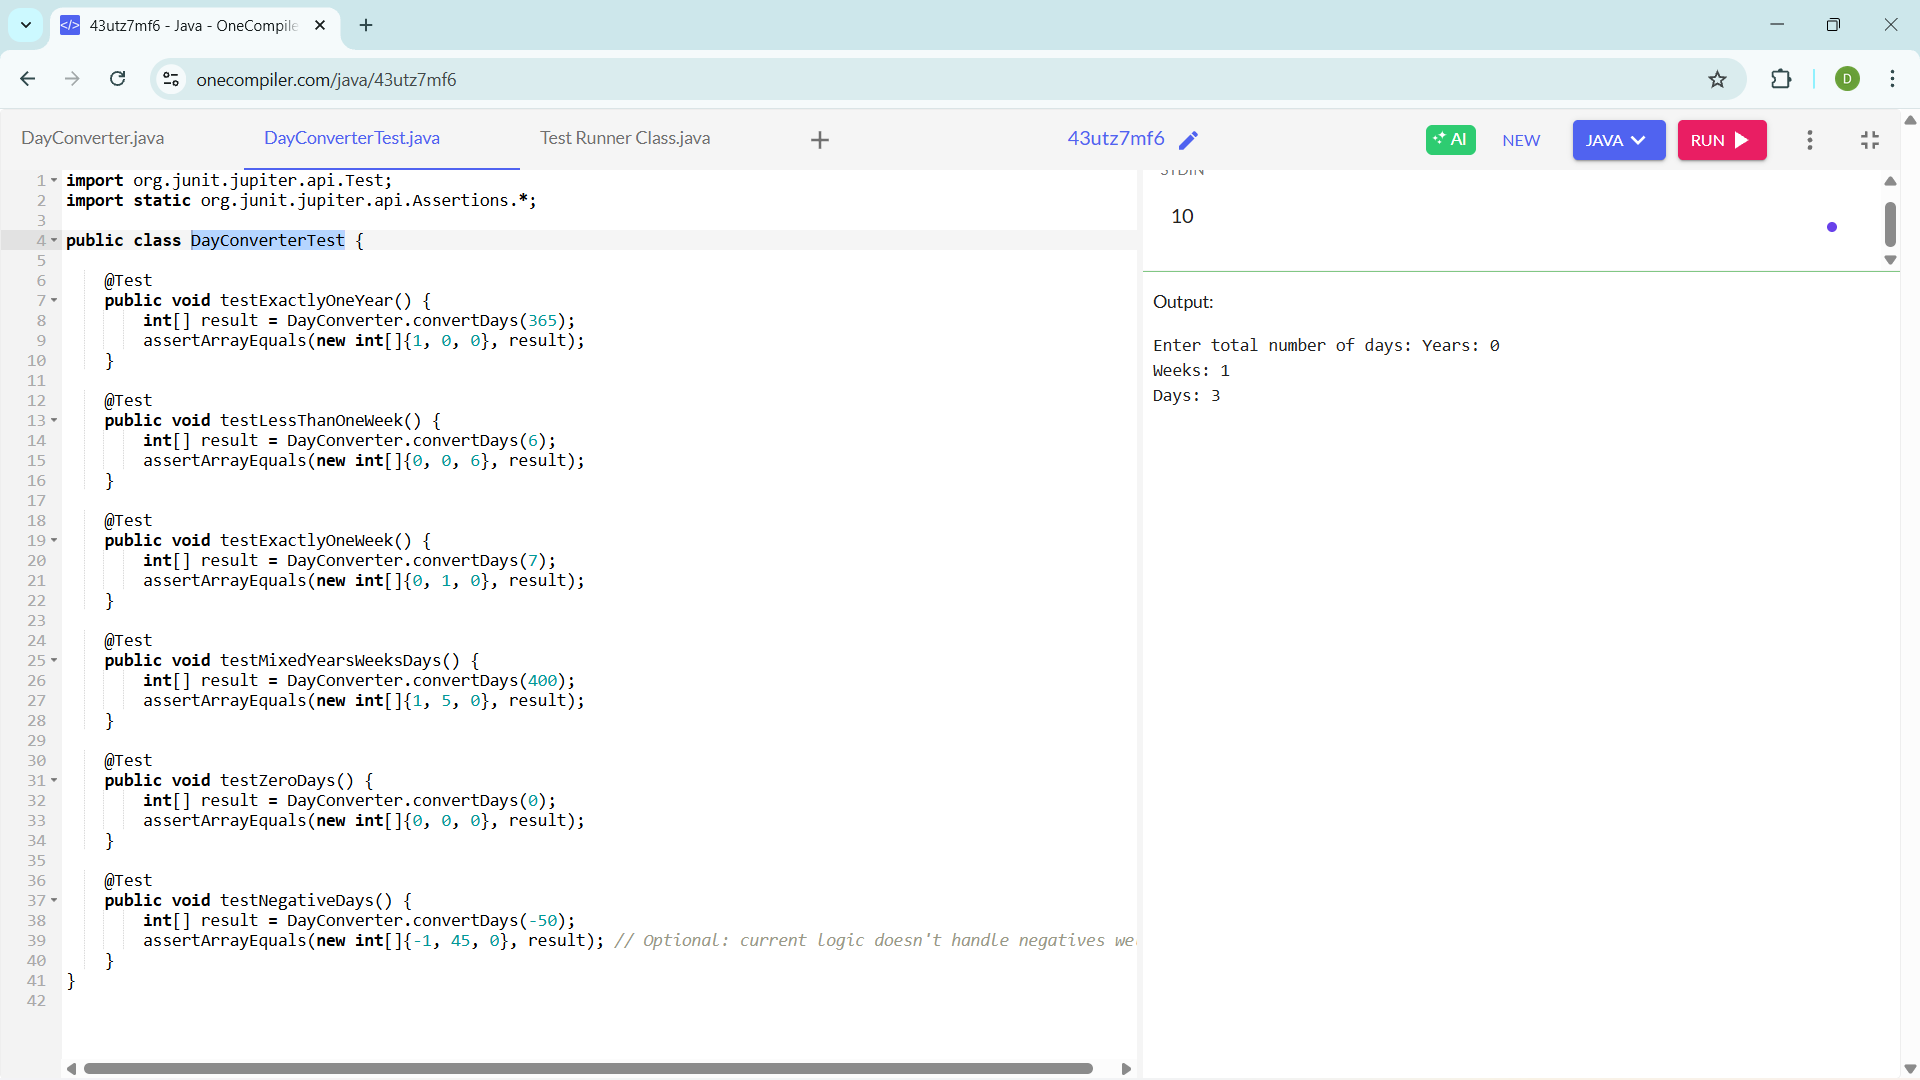 43utz7mf6 - Java - OneCompile
onecompiler.com/java/43utz7mf6
D
DayConverter.java
DayConverterTest.java
Test Runner Class.java
43utz7mf6
AI
NEW
JAVA
RUN
1 import org.junit.jupiter.api.Test;
2 import static org.junit.jupiter.api.Assertions.*;
3
4 public class DayConverterTest {
5
6     @Test
7     public void testExactlyOneYear() {
8         int[] result = DayConverter.convertDays(365);
9         assertArrayEquals(new int[]{1, 0, 0}, result);
10     }
11
12     @Test
13     public void testLessThanOneWeek() {
14         int[] result = DayConverter.convertDays(6);
15         assertArrayEquals(new int[]{0, 0, 6}, result);
16     }
17
18     @Test
19     public void testExactlyOneWeek() {
20         int[] result = DayConverter.convertDays(7);
21         assertArrayEquals(new int[]{0, 1, 0}, result);
22     }
23
24     @Test
25     public void testMixedYearsWeeksDays() {
26         int[] result = DayConverter.convertDays(400);
27         assertArrayEquals(new int[]{1, 5, 0}, result);
28     }
29
30     @Test
31     public void testZeroDays() {
32         int[] result = DayConverter.convertDays(0);
33         assertArrayEquals(new int[]{0, 0, 0}, result);
34     }
35
36     @Test
37     public void testNegativeDays() {
38         int[] result = DayConverter.convertDays(-50);
39         assertArrayEquals(new int[]{-1, 45, 0}, result); // Optional: current logic doesn't handle negatives we
40     }
41 }
42
STDIN
10
Output:
Enter total number of days: Years: 0
Weeks: 1
Days: 3